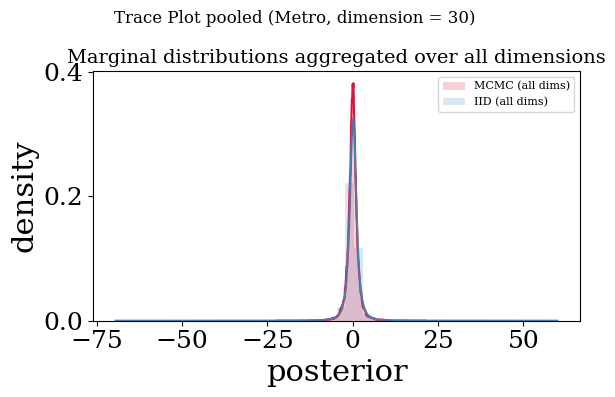 Trace Plot pooled (Metro, dimension = 30)
Marginal distributions aggregated over all dimensions
MCMC (all dims)
IID (all dims)
density
0.4
0.2
0.0
−75
−50
−25
0
25
50
posterior